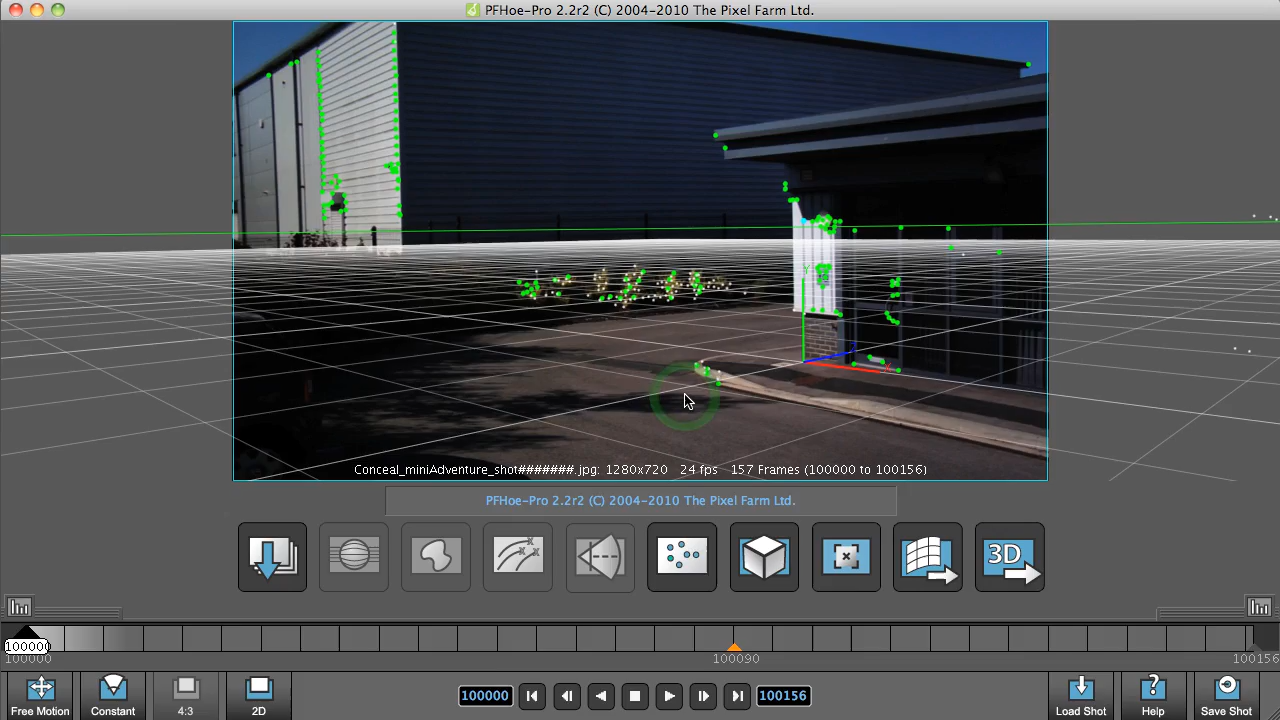 PFHoe-Pro 2.2r2 (C) 2004-2010 The Pixel Farm Ltd.
Y
X
Conceal_miniAdventure_shot#######.jpg: 1280x720 24 fps 157 Frames (100000 to 100156)
PFHoe-Pro 2.2r2 (C) 2004-2010 The Pixel Farm Ltd.
3D
100000
100000 100090 100156
100000 100156
Free Motion Constant 4:3 2D Load Shot Help Save Shot